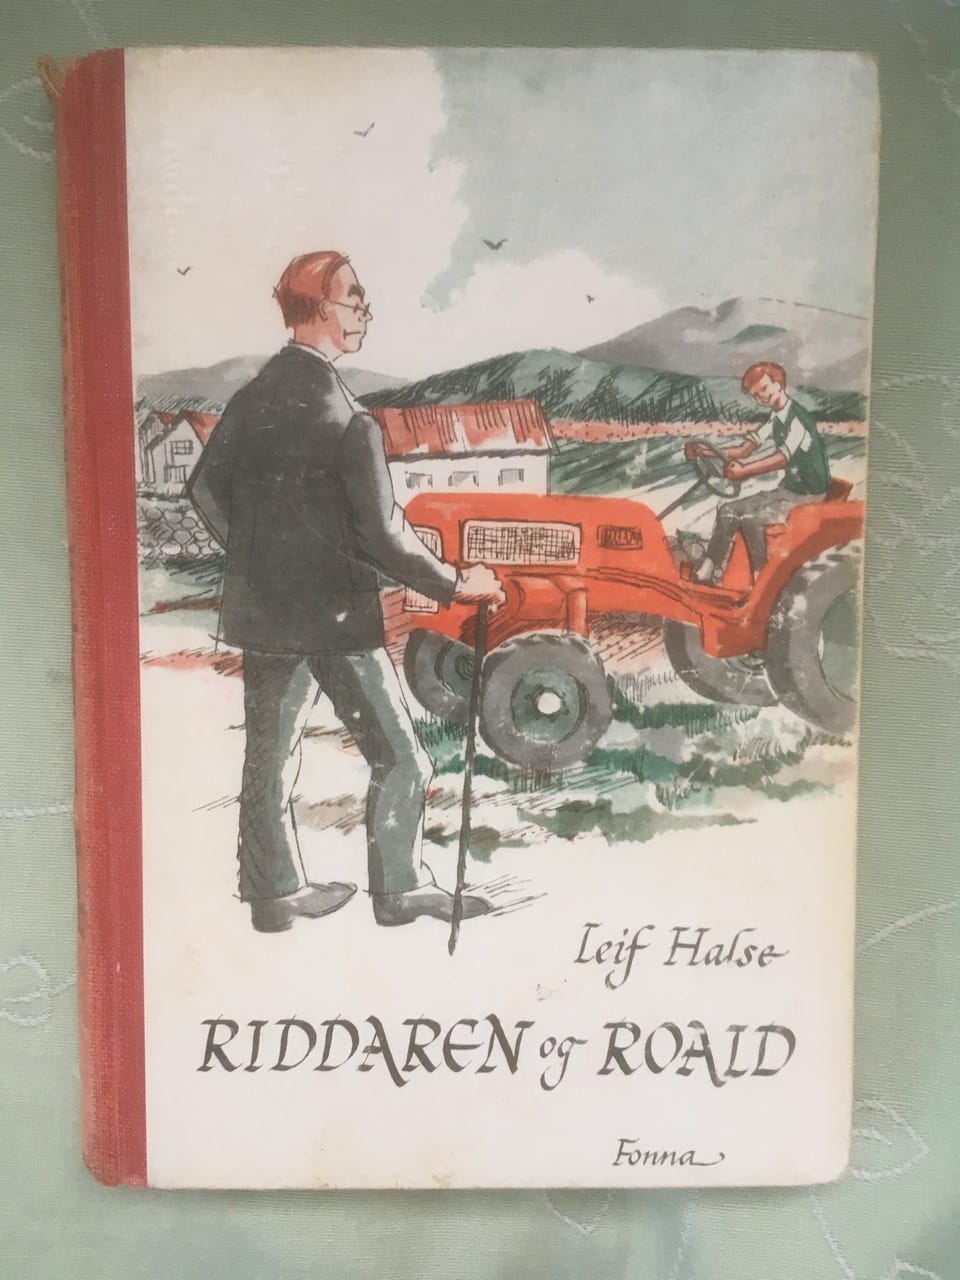 Leif Halse
RIDDAREN og ROALD
Fonna